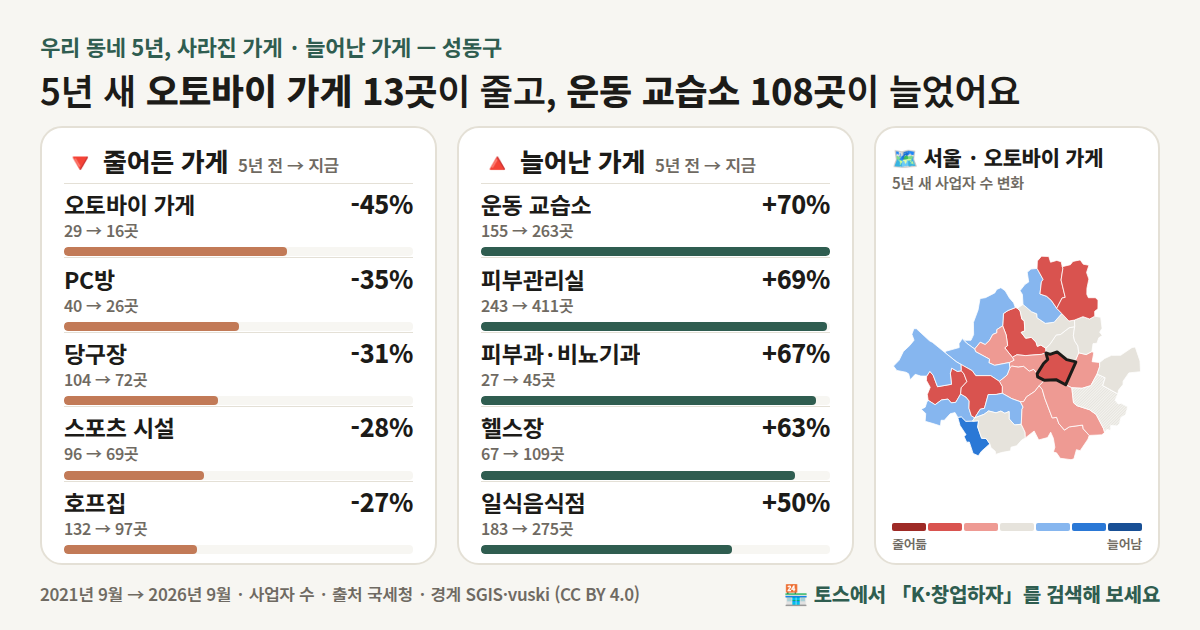 우리 동네 5년, 사라진 가게 · 늘어난 가게 — 성동구
5년 새 오토바이 가게 13곳이 줄고, 운동 교습소 108곳이 늘었어요
줄어든 가게 5년 전 → 지금
오토바이 가게 -45%
29 → 16곳
PC방 -35%
40 → 26곳
당구장 -31%
104 → 72곳
스포츠 시설 -28%
96 → 69곳
호프집 -27%
132 → 97곳
늘어난 가게 5년 전 → 지금
운동 교습소 +70%
155 → 263곳
피부관리실 +69%
243 → 411곳
피부과·비뇨기과 +67%
27 → 45곳
헬스장 +63%
67 → 109곳
일식음식점 +50%
183 → 275곳
서울 · 오토바이 가게
5년 새 사업자 수 변화
줄어듦 늘어남
2021년 9월 → 2026년 9월 · 사업자 수 · 출처 국세청 · 경계 SGIS·vuski (CC BY 4.0)
토스에서 「K·창업하자」를 검색해 보세요